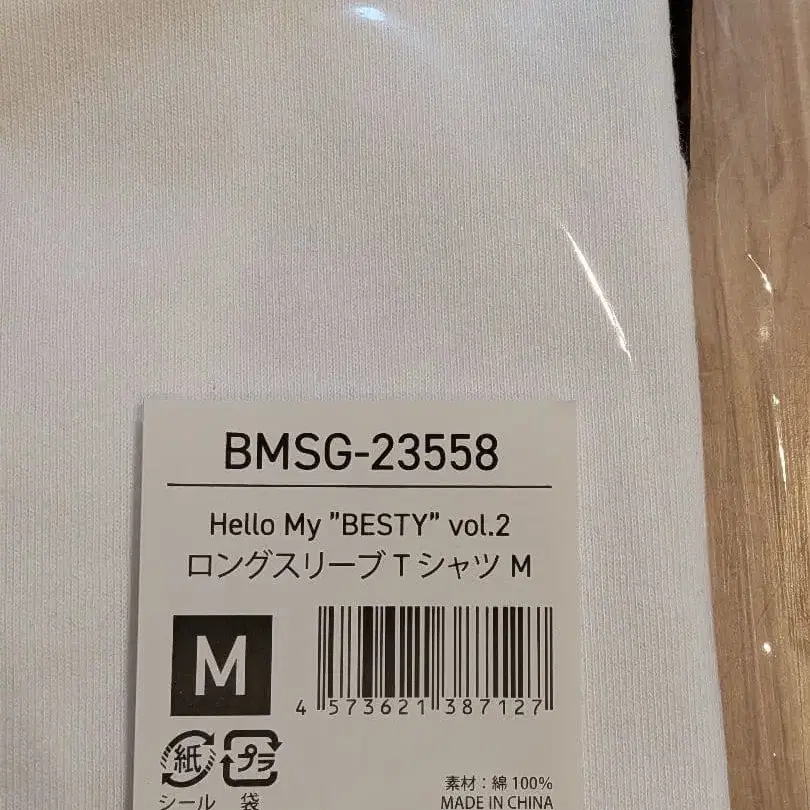 BMSG-23558
Hello My ”BESTY” vol.2
ロングスリーブTシャツ M
M
4 573621 387127
紙 プラ
シール 袋
素材：綿 100%
MADE IN CHINA